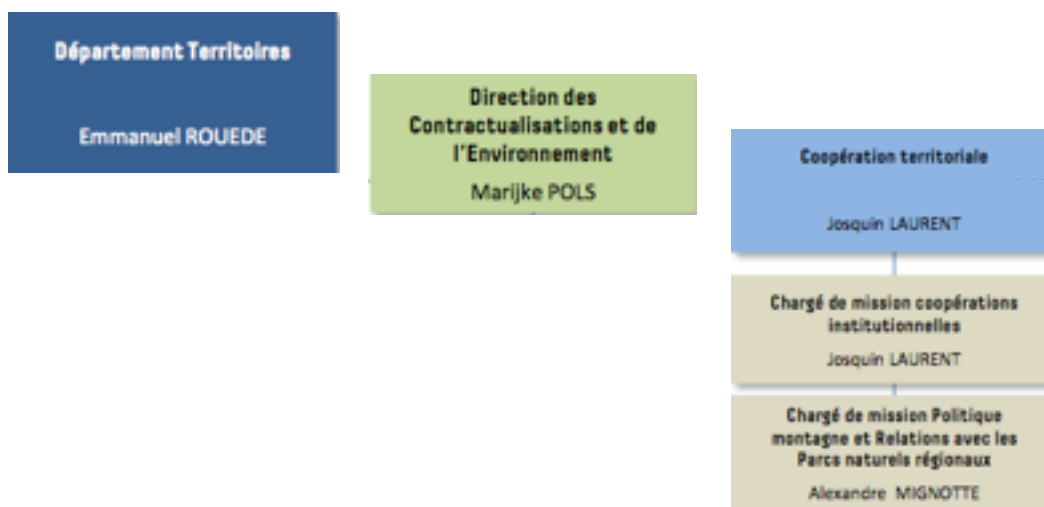 Département Territoires
Emmanuel ROUEDE
Direction des
Contractualisations et de
l'Environnement
Marijke POLS
Coopération territoriale
Josquin LAURENT
Chargé de mission coopérations
institutionnelles
Josquin LAURENT
Chargé de mission Politique
montagne et Relations avec les
Parcs naturels régionaux
Alexandre MIGNOTTE